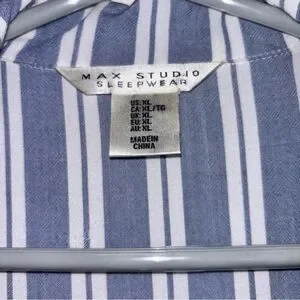 MAX STUDIO
SLEEPWEAR
US: XL
CA: XL/TG
UK: XL
EU: XL
AU: XL
MADE IN
CHINA